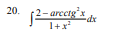 20. ∫ (2 − arcctg²x)/(1 + x²) dx